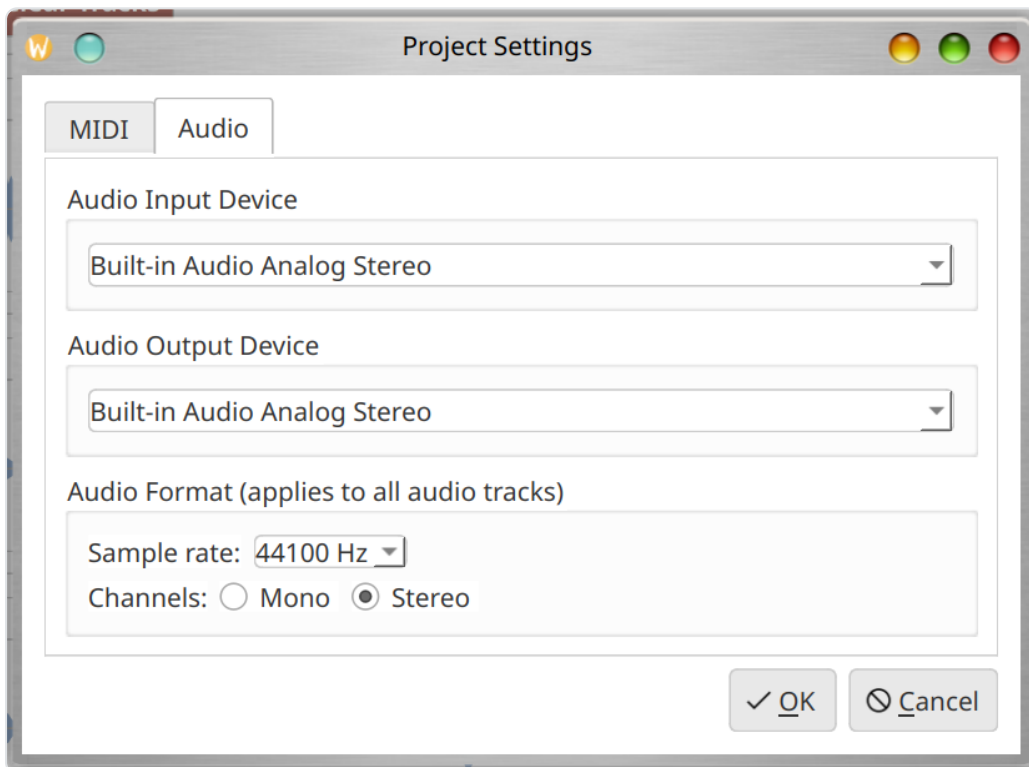 Project Settings
MIDI
Audio
Audio Input Device
Built-in Audio Analog Stereo
Audio Output Device
Built-in Audio Analog Stereo
Audio Format (applies to all audio tracks)
Sample rate: 44100 Hz
Channels: Mono Stereo
OK Cancel